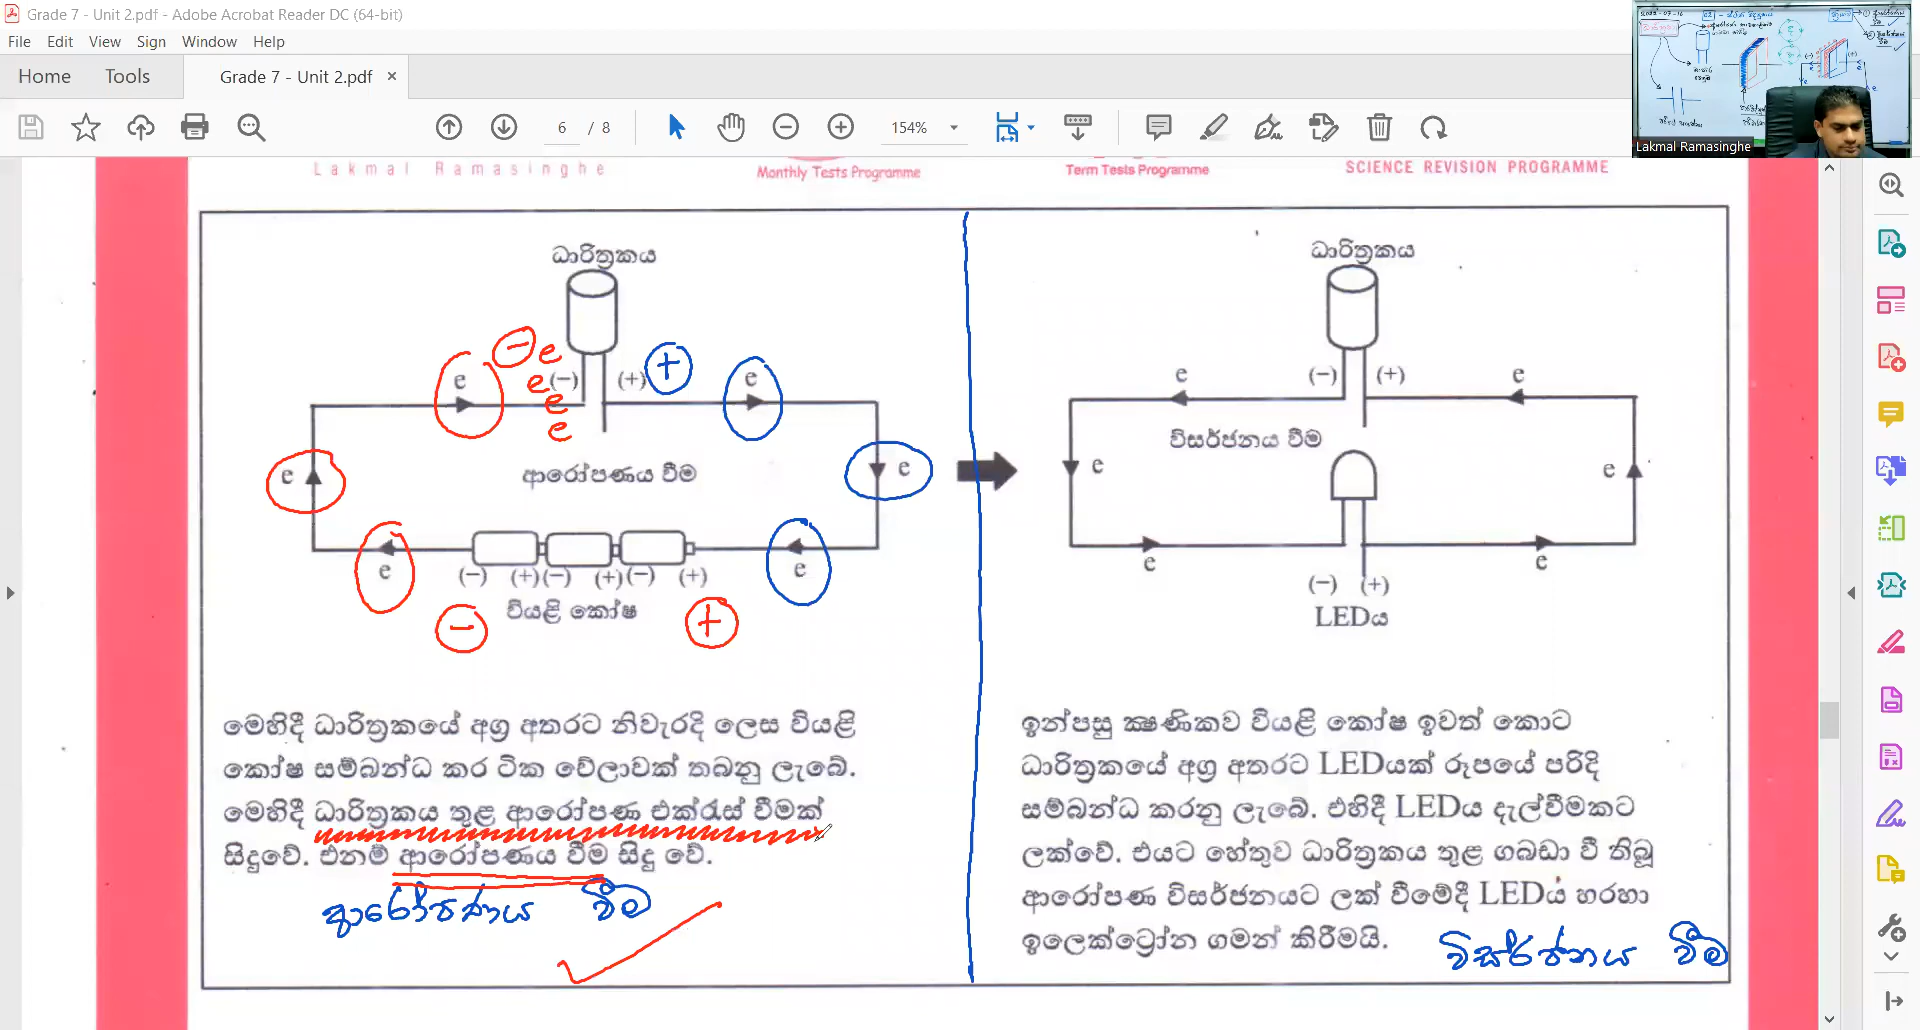 Grade 7 - Unit 2.pdf - Adobe Acrobat Reader DC (64-bit)
File Edit View Sign Window Help
Home Tools Grade 7 - Unit 2.pdf ×
6 / 8 154%
Lakmal Ramasinghe
Lakmal Ramasinghe Monthly Tests Programme Term Tests Programme SCIENCE REVISION PROGRAMME
ධාරිත්‍රකය
− e
e (−) (+) + e
e
e
e
e ආරෝපණය වීම e
e e
(−) (+) (−) (+) (−) (+)
− වියළි කෝෂ +
මෙහිදී ධාරිත්‍රකයේ අග්‍ර අතරට නිවැරදි ලෙස වියළි
කෝෂ සම්බන්ධ කර ටික වේලාවක් තබනු ලැබේ.
මෙහිදී ධාරිත්‍රකය තුළ ආරෝපණ එක්රැස් වීමක්
සිදුවේ. එනම් ආරෝපණය වීම සිදු වේ.
ආරෝපණය වීම
ධාරිත්‍රකය
e (−) (+) e
විසර්ජනය වීම
e e
e e
(−) (+)
LEDය
ඉන්පසු ක්‍ෂණිකව වියළි කෝෂ ඉවත් කොට
ධාරිත්‍රකයේ අග්‍ර අතරට LEDයක් රූපයේ පරිදි
සම්බන්ධ කරනු ලැබේ. එහිදී LEDය දැල්වීමකට
ලක්වේ. එයට හේතුව ධාරිත්‍රකය තුළ ගබඩා වී තිබූ
ආරෝපණ විසර්ජනයට ලක් වීමේදී LEDය හරහා
ඉලෙක්ට්‍රෝන ගමන් කිරීමයි.
විසර්ජනය වීම